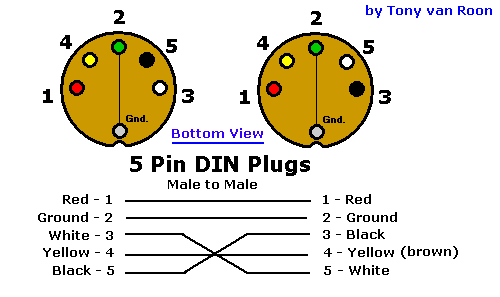 by Tony van Roon
2 2
4 5 4 5
1 3 1 3
Gnd. Gnd.
Bottom View
5 Pin DIN Plugs
Male to Male
Red - 1 1 - Red
Ground - 2 2 - Ground
White - 3 3 - Black
Yellow - 4 4 - Yellow (brown)
Black - 5 5 - White